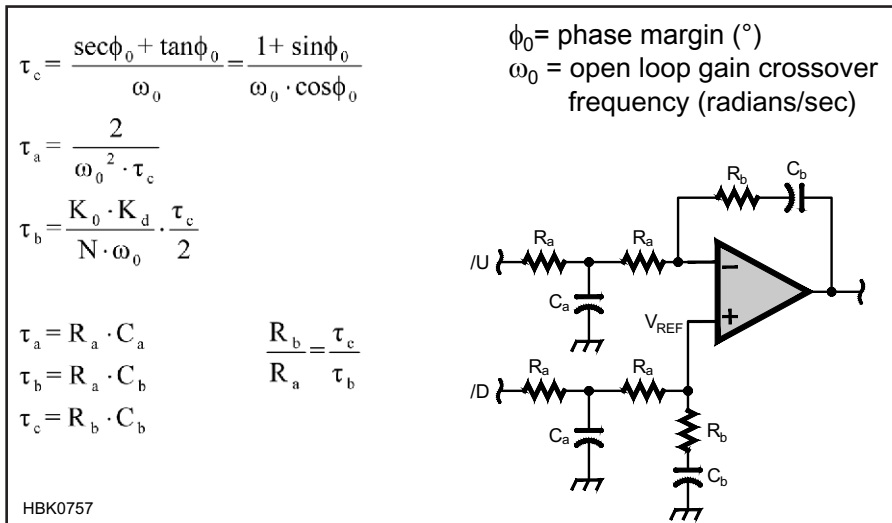 τc = secϕ0 + tanϕ0 / ω0 = 1 + sinϕ0 / ω0 · cosϕ0
τa = 2 / ω0² · τc
τb = K0 · Kd / N · ω0 · τc / 2
τa = Ra · Ca
τb = Ra · Cb
τc = Rb · Cb
Rb / Ra = τc / τb
ϕ0= phase margin (°)
ω0 = open loop gain crossover
frequency (radians/sec)
Rb
Cb
/U
Ra
Ra
Ca
−
+
VREF
/D
Ra
Ra
Ca
Rb
Cb
HBK0757